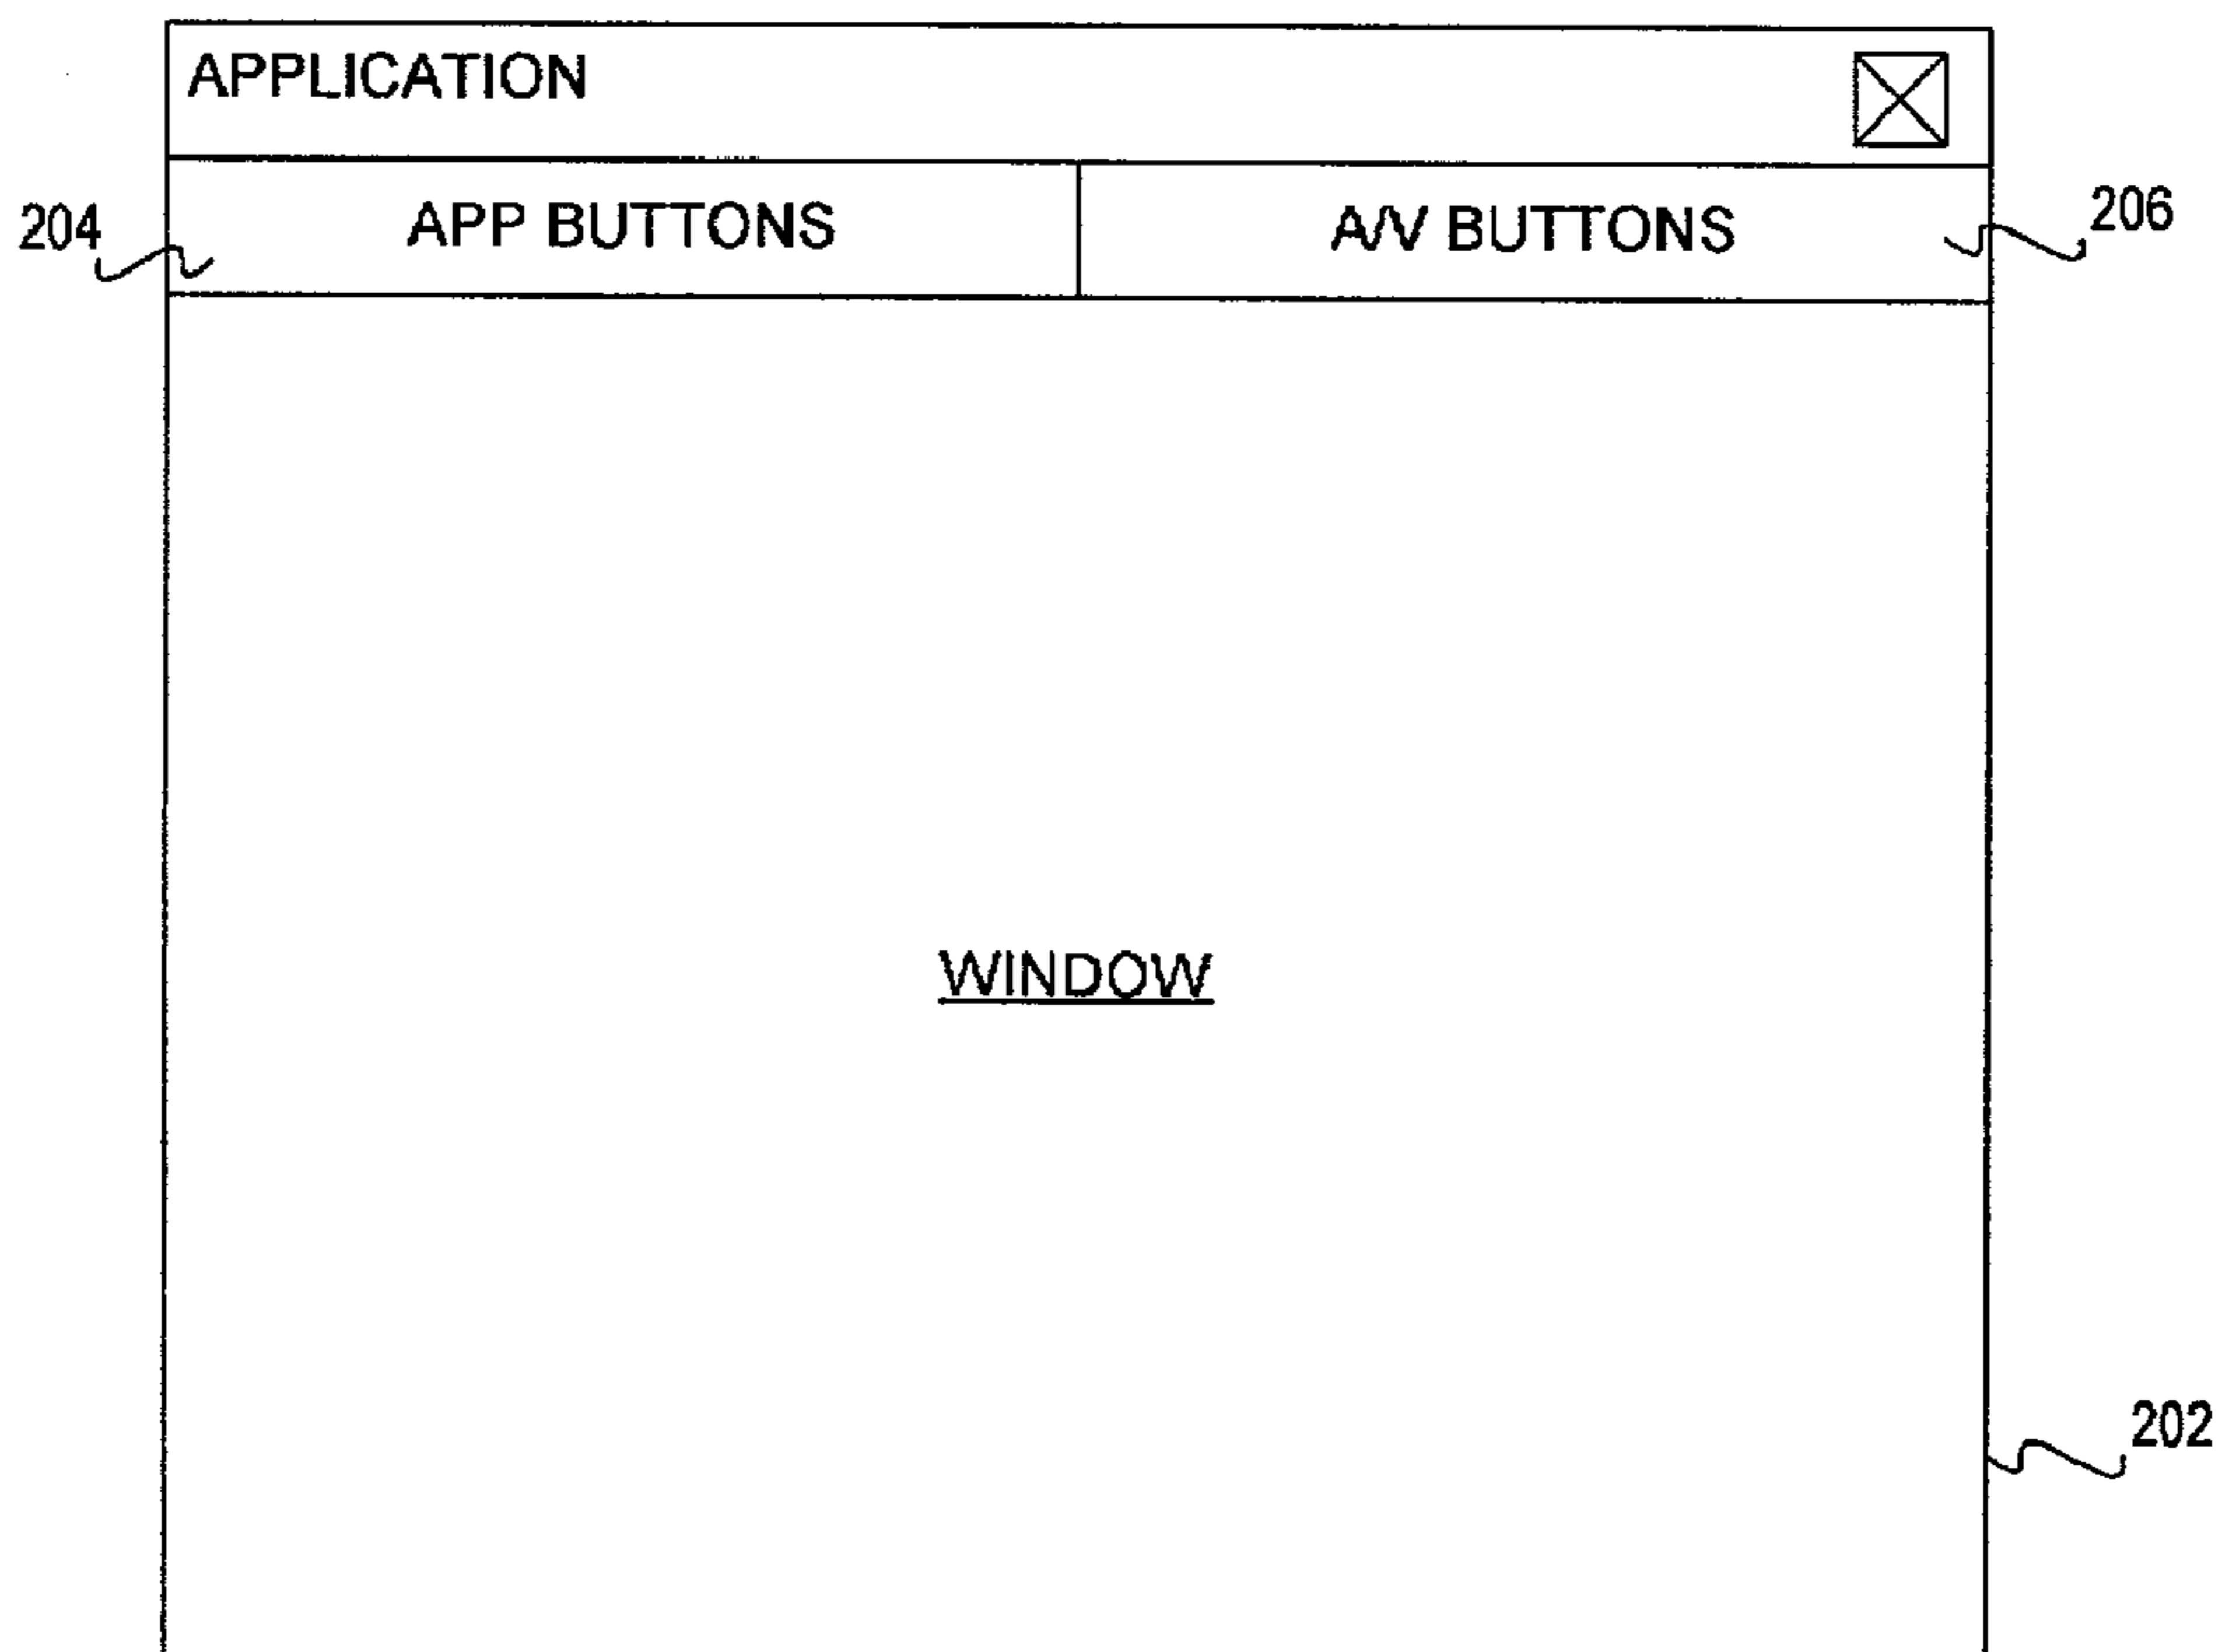 APPLICATION
204
APP BUTTONS
A/V BUTTONS
206
WINDOW
202